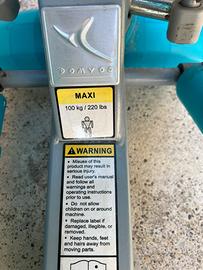 DOMYOS
MAXI
100 kg / 220 lbs
WARNING
• Misuse of this
product may result in
serious injury.
• Read user's manual
and follow all
warnings and
operating instructions
prior to use.
• Do not allow
children on or around
machine.
• Replace label if
damaged, illegible, or
removed.
• Keep hands, feet
and hairs away from
moving parts.